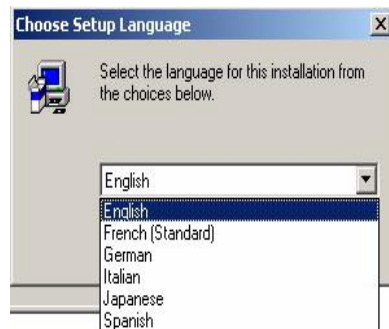 Choose Setup Language
Select the language for this installation from
the choices below.
English
English
French (Standard)
German
Italian
Japanese
Spanish